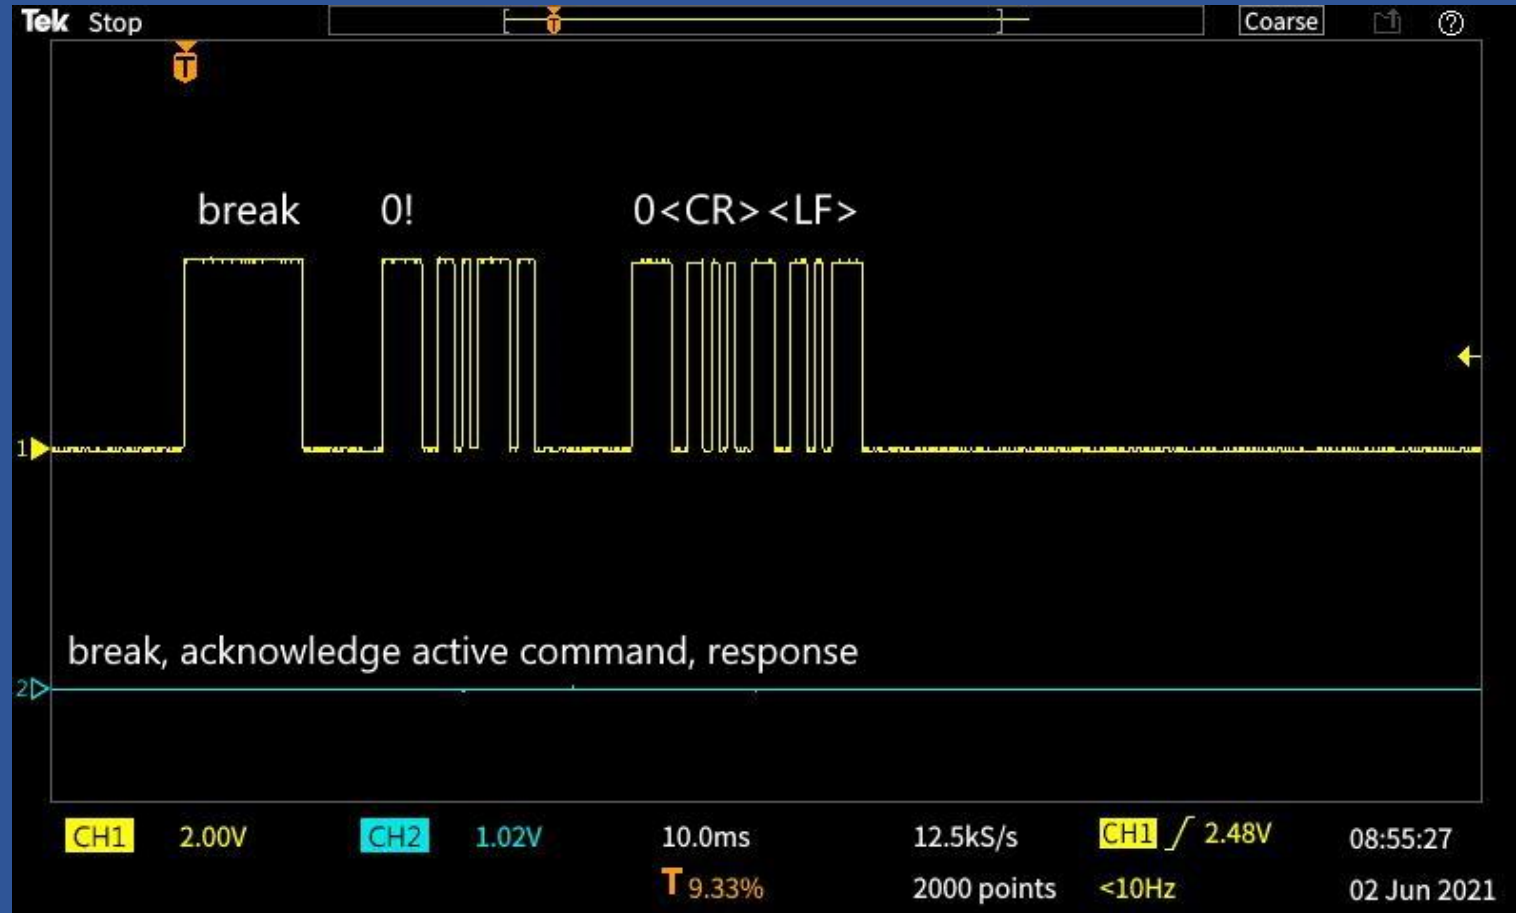 Tek Stop Coarse
T
T
break 0! 0<CR><LF>
1
break, acknowledge active command, response
2
CH1 2.00V CH2 1.02V 10.0ms 12.5kS/s CH1 2.48V 08:55:27
T 9.33% 2000 points <10Hz 02 Jun 2021